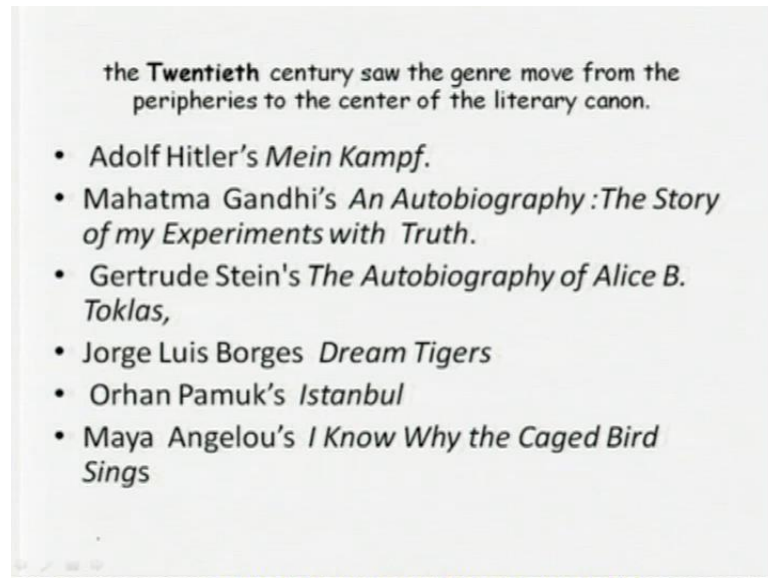 the Twentieth century saw the genre move from the
peripheries to the center of the literary canon.
• Adolf Hitler's Mein Kampf.
• Mahatma Gandhi's An Autobiography :The Story
of my Experiments with Truth.
• Gertrude Stein's The Autobiography of Alice B.
Toklas,
• Jorge Luis Borges Dream Tigers
• Orhan Pamuk's Istanbul
• Maya Angelou's I Know Why the Caged Bird
Sings